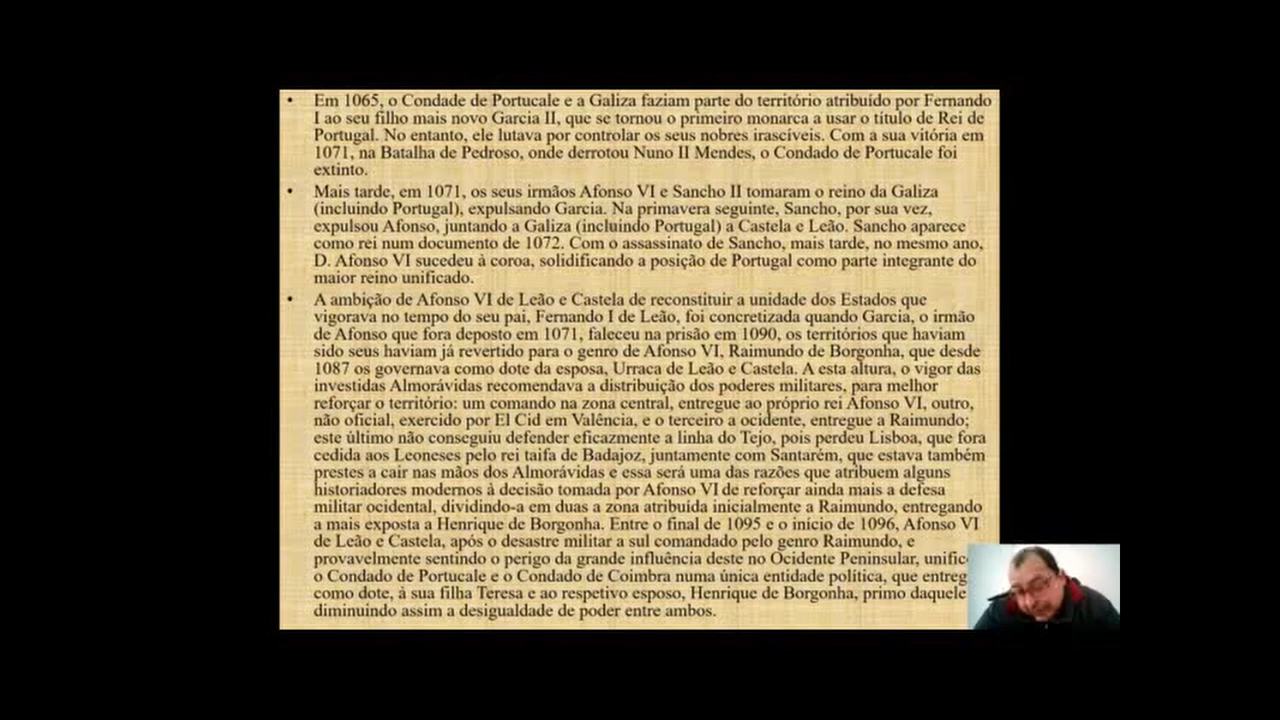 • Em 1065, o Condade de Portucale e a Galiza faziam parte do território atribuído por Fernando
I ao seu filho mais novo Garcia II, que se tornou o primeiro monarca a usar o título de Rei de
Portugal. No entanto, ele lutava por controlar os seus nobres irascíveis. Com a sua vitória em
1071, na Batalha de Pedroso, onde derrotou Nuno II Mendes, o Condado de Portucale foi
extinto.
• Mais tarde, em 1071, os seus irmãos Afonso VI e Sancho II tomaram o reino da Galiza
(incluindo Portugal), expulsando Garcia. Na primavera seguinte, Sancho, por sua vez,
expulsou Afonso, juntando a Galiza (incluindo Portugal) a Castela e Leão. Sancho aparece
como rei num documento de 1072. Com o assassinato de Sancho, mais tarde, no mesmo ano,
D. Afonso VI sucedeu à coroa, solidificando a posição de Portugal como parte integrante do
maior reino unificado.
• A ambição de Afonso VI de Leão e Castela de reconstituir a unidade dos Estados que
vigorava no tempo do seu pai, Fernando I de Leão, foi concretizada quando Garcia, o irmão
de Afonso que fora deposto em 1071, faleceu na prisão em 1090, os territórios que haviam
sido seus haviam já revertido para o genro de Afonso VI, Raimundo de Borgonha, que desde
1087 os governava como dote da esposa, Urraca de Leão e Castela. A esta altura, o vigor das
investidas Almorávidas recomendava a distribuição dos poderes militares, para melhor
reforçar o território: um comando na zona central, entregue ao próprio rei Afonso VI, outro,
não oficial, exercido por El Cid em Valência, e o terceiro a ocidente, entregue a Raimundo;
este último não conseguiu defender eficazmente a linha do Tejo, pois perdeu Lisboa, que fora
cedida aos Leoneses pelo rei taifa de Badajoz, juntamente com Santarém, que estava também
prestes a cair nas mãos dos Almorávidas e essa será uma das razões que atribuem alguns
historiadores modernos à decisão tomada por Afonso VI de reforçar ainda mais a defesa
militar ocidental, dividindo-a em duas a zona atribuída inicialmente a Raimundo, entregando
a mais exposta a Henrique de Borgonha. Entre o final de 1095 e o início de 1096, Afonso VI
de Leão e Castela, após o desastre militar a sul comandado pelo genro Raimundo, e
provavelmente sentindo o perigo da grande influência deste no Ocidente Peninsular,
o Condado de Portucale e o Condado de Coimbra numa única entidade política, que
como dote, à sua filha Teresa e ao respetivo esposo, Henrique de Borgonha, primo daquele
diminuindo assim a desigualdade de poder entre ambos.